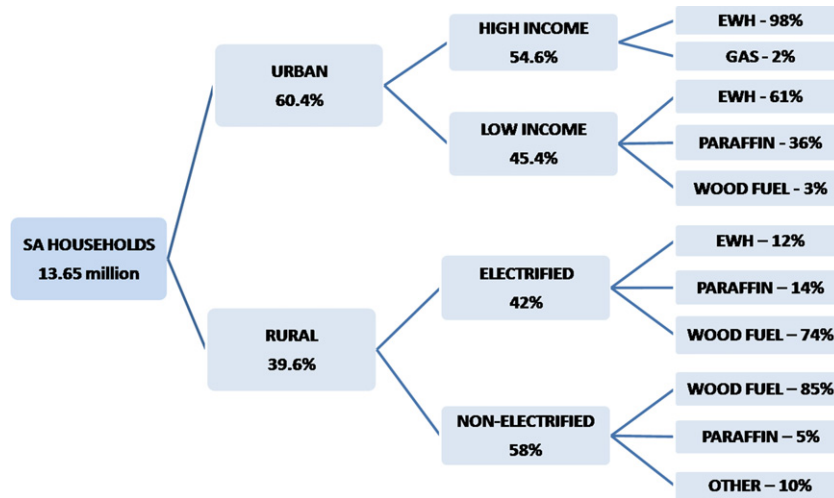 SA HOUSEHOLDS
13.65 million
URBAN
60.4%
HIGH INCOME
54.6%
EWH - 98%
GAS - 2%
LOW INCOME
45.4%
EWH - 61%
PARAFFIN - 36%
WOOD FUEL - 3%
RURAL
39.6%
ELECTRIFIED
42%
EWH – 12%
PARAFFIN – 14%
WOOD FUEL – 74%
NON-ELECTRIFIED
58%
WOOD FUEL – 85%
PARAFFIN – 5%
OTHER – 10%